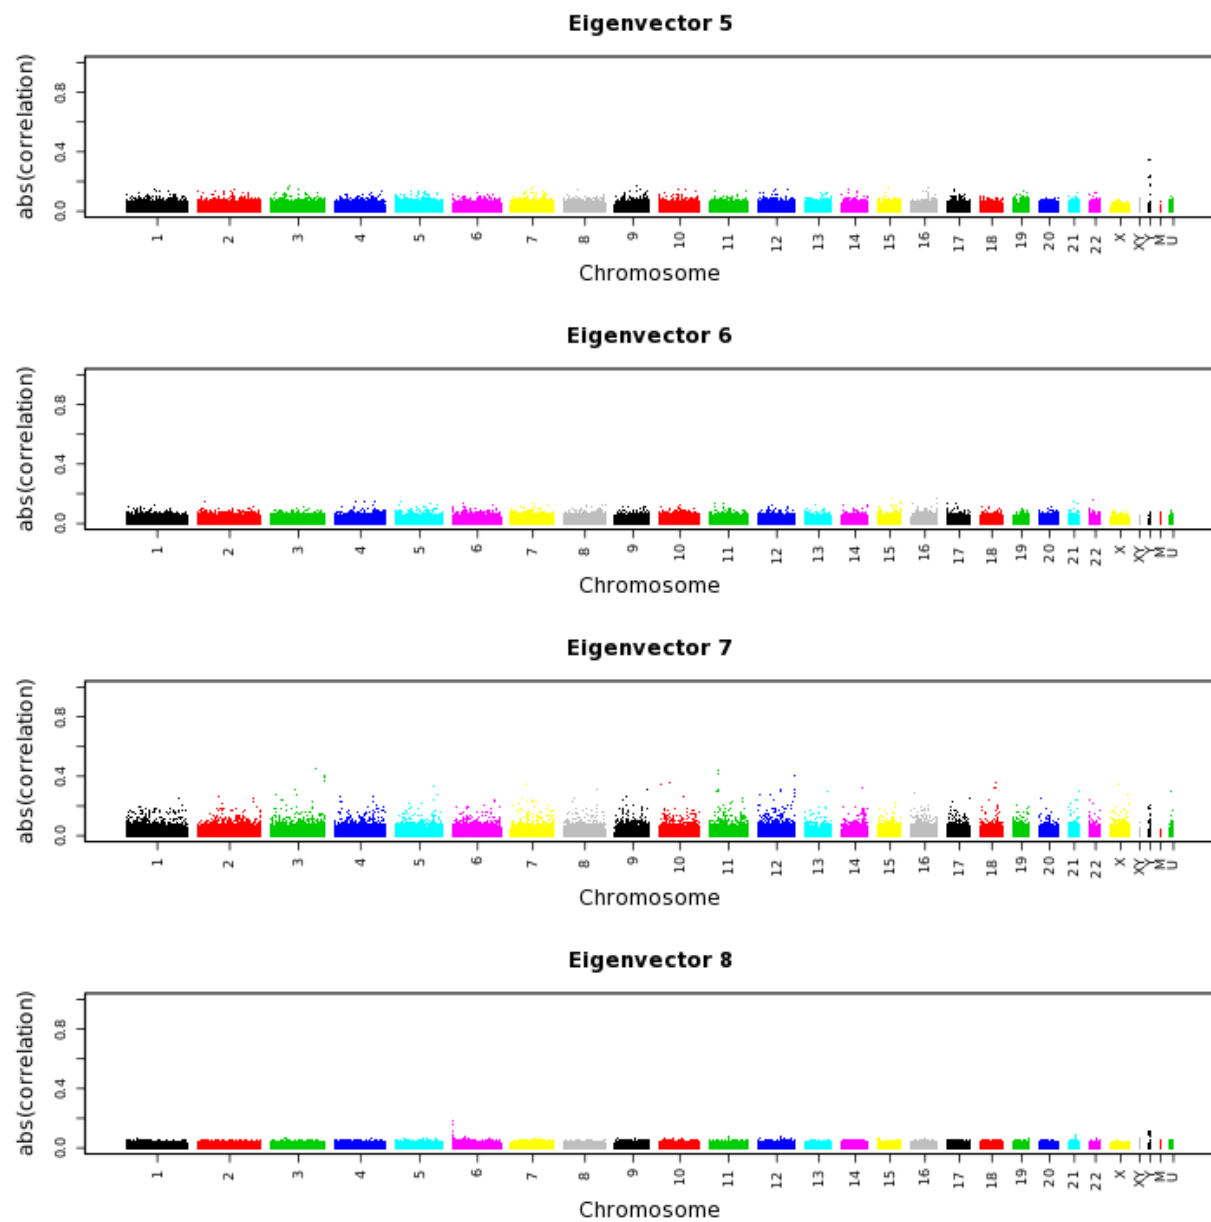 Eigenvector 5
abs(correlation)
0.0 0.4 0.8
1 2 3 4 5 6 7 8 9 10 11 12 13 14 15 16 17 18 19 20 21 22 X XY Y M U
Chromosome
Eigenvector 6
abs(correlation)
0.0 0.4 0.8
1 2 3 4 5 6 7 8 9 10 11 12 13 14 15 16 17 18 19 20 21 22 X XY Y M U
Chromosome
Eigenvector 7
abs(correlation)
0.0 0.4 0.8
1 2 3 4 5 6 7 8 9 10 11 12 13 14 15 16 17 18 19 20 21 22 X XY Y M U
Chromosome
Eigenvector 8
abs(correlation)
0.0 0.4 0.8
1 2 3 4 5 6 7 8 9 10 11 12 13 14 15 16 17 18 19 20 21 22 X XY Y M U
Chromosome